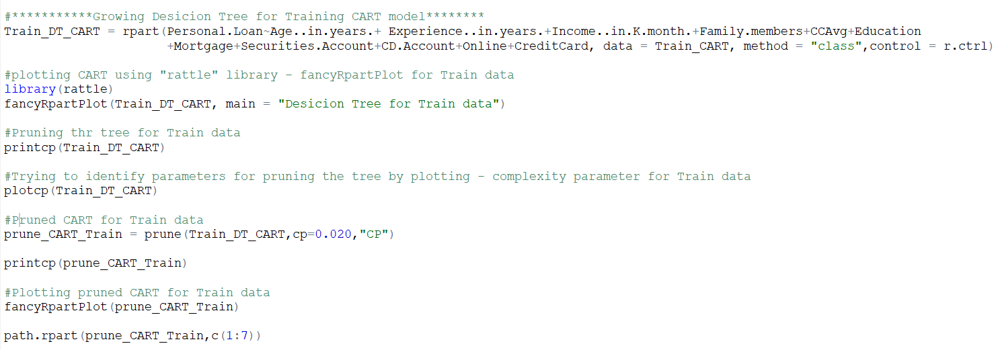 #***********Growing Desicion Tree for Training CART model********
Train_DT_CART = rpart(Personal.Loan~Age..in.years.+ Experience..in.years.+Income..in.K.month.+Family.members+CCAvg+Education
+Mortgage+Securities.Account+CD.Account+Online+CreditCard, data = Train_CART, method = "class",control = r.ctrl)
#plotting CART using "rattle" library - fancyRpartPlot for Train data
library(rattle)
fancyRpartPlot(Train_DT_CART, main = "Desicion Tree for Train data")
#Pruning thr tree for Train data
printcp(Train_DT_CART)
#Trying to identify parameters for pruning the tree by plotting - complexity parameter for Train data
plotcp(Train_DT_CART)
#Pruned CART for Train data
prune_CART_Train = prune(Train_DT_CART,cp=0.020,"CP")
printcp(prune_CART_Train)
#Plotting pruned CART for Train data
fancyRpartPlot(prune_CART_Train)
path.rpart(prune_CART_Train,c(1:7))